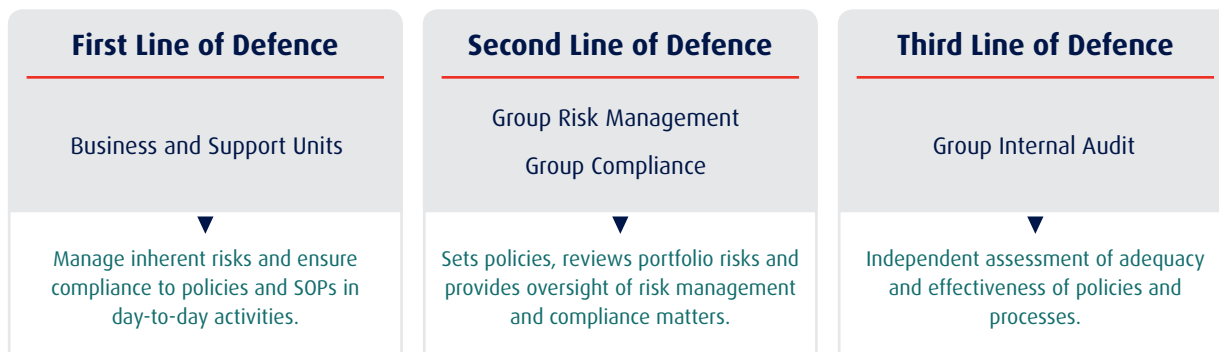 First Line of Defence
Business and Support Units
Manage inherent risks and ensure
compliance to policies and SOPs in
day-to-day activities.
Second Line of Defence
Group Risk Management
Group Compliance
Sets policies, reviews portfolio risks and
provides oversight of risk management
and compliance matters.
Third Line of Defence
Group Internal Audit
Independent assessment of adequacy
and effectiveness of policies and
processes.